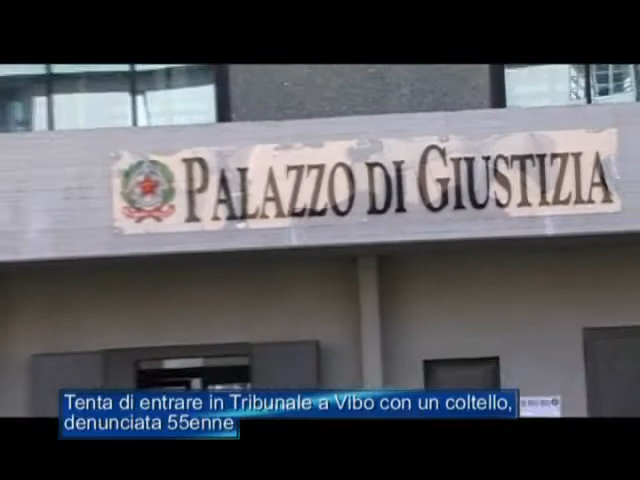 PALAZZO DI GIUSTIZIA
Tenta di entrare in Tribunale a Vibo con un coltello,
denunciata 55enne